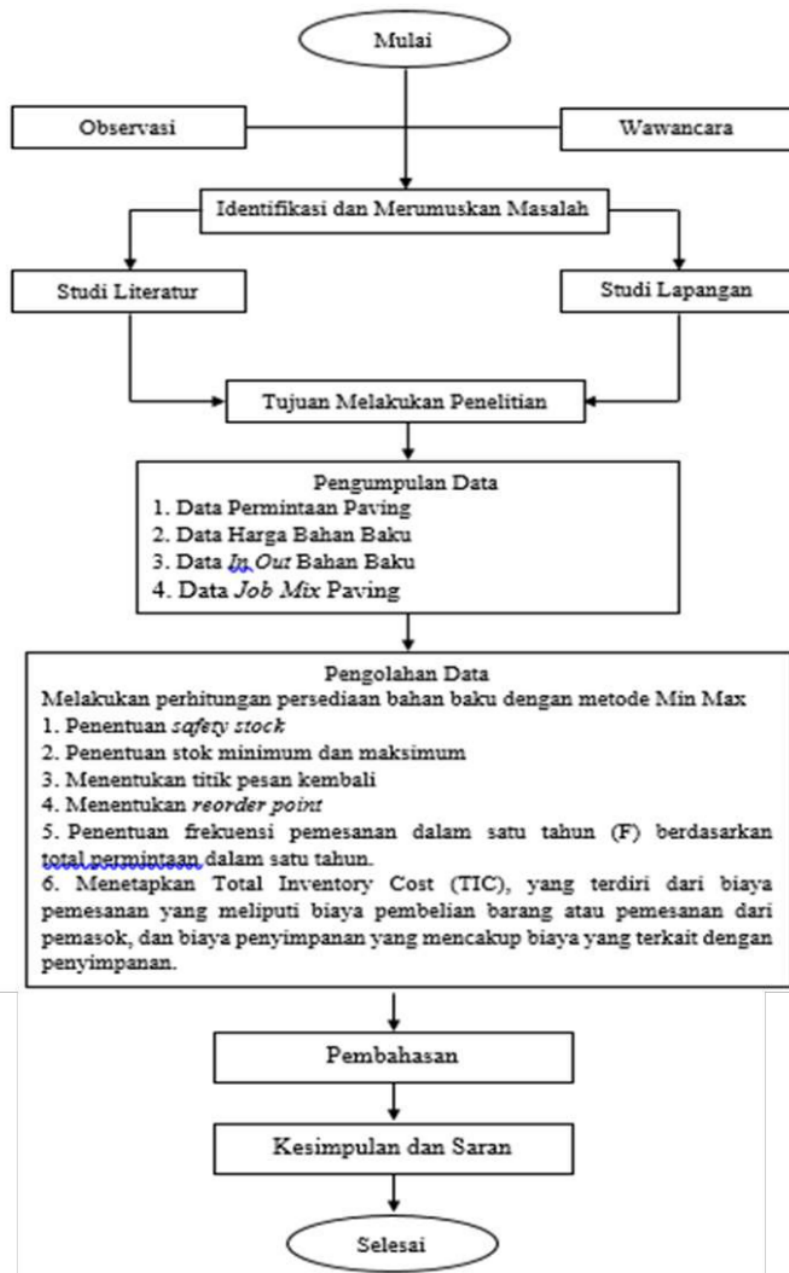 Mulai
Observasi
Wawancara
Identifikasi dan Merumuskan Masalah
Studi Literatur
Studi Lapangan
Tujuan Melakukan Penelitian
Pengumpulan Data
1. Data Permintaan Paving
2. Data Harga Bahan Baku
3. Data In Out Bahan Baku
4. Data Job Mix Paving
Pengolahan Data
Melakukan perhitungan persediaan bahan baku dengan metode Min Max
1. Penentuan safety stock
2. Penentuan stok minimum dan maksimum
3. Menentukan titik pesan kembali
4. Menentukan reorder point
5. Penentuan frekuensi pemesanan dalam satu tahun (F) berdasarkan
total permintaan dalam satu tahun.
6. Menetapkan Total Inventory Cost (TIC), yang terdiri dari biaya
pemesanan yang meliputi biaya pembelian barang atau pemesanan dari
pemasok, dan biaya penyimpanan yang mencakup biaya yang terkait dengan
penyimpanan.
Pembahasan
Kesimpulan dan Saran
Selesai